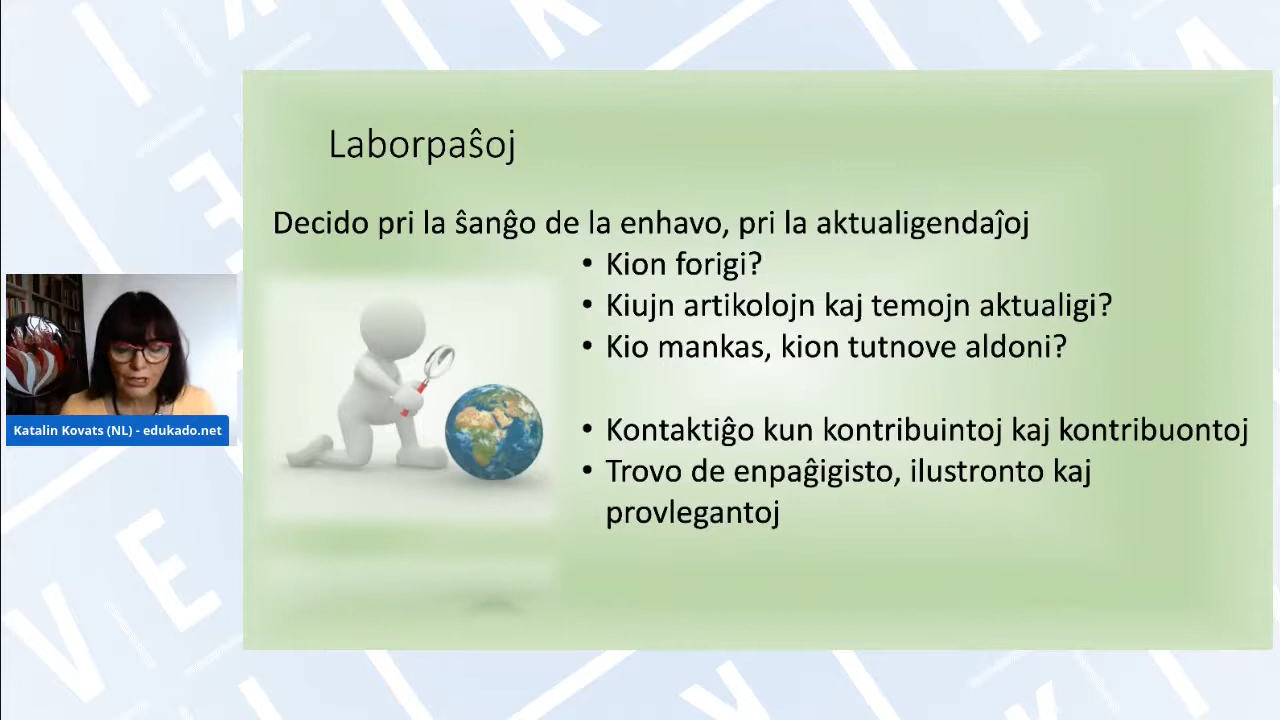 Laborpaŝoj
Decido pri la ŝanĝo de la enhavo, pri la aktualigendaĵoj
• Kion forigi?
• Kiujn artikolojn kaj temojn aktualigi?
• Kio mankas, kion tutnove aldoni?
• Kontaktiĝo kun kontribuintoj kaj kontribuontoj
• Trovo de enpaĝigisto, ilustronto kaj
provlegantoj
Katalin Kovats (NL) - edukado.net